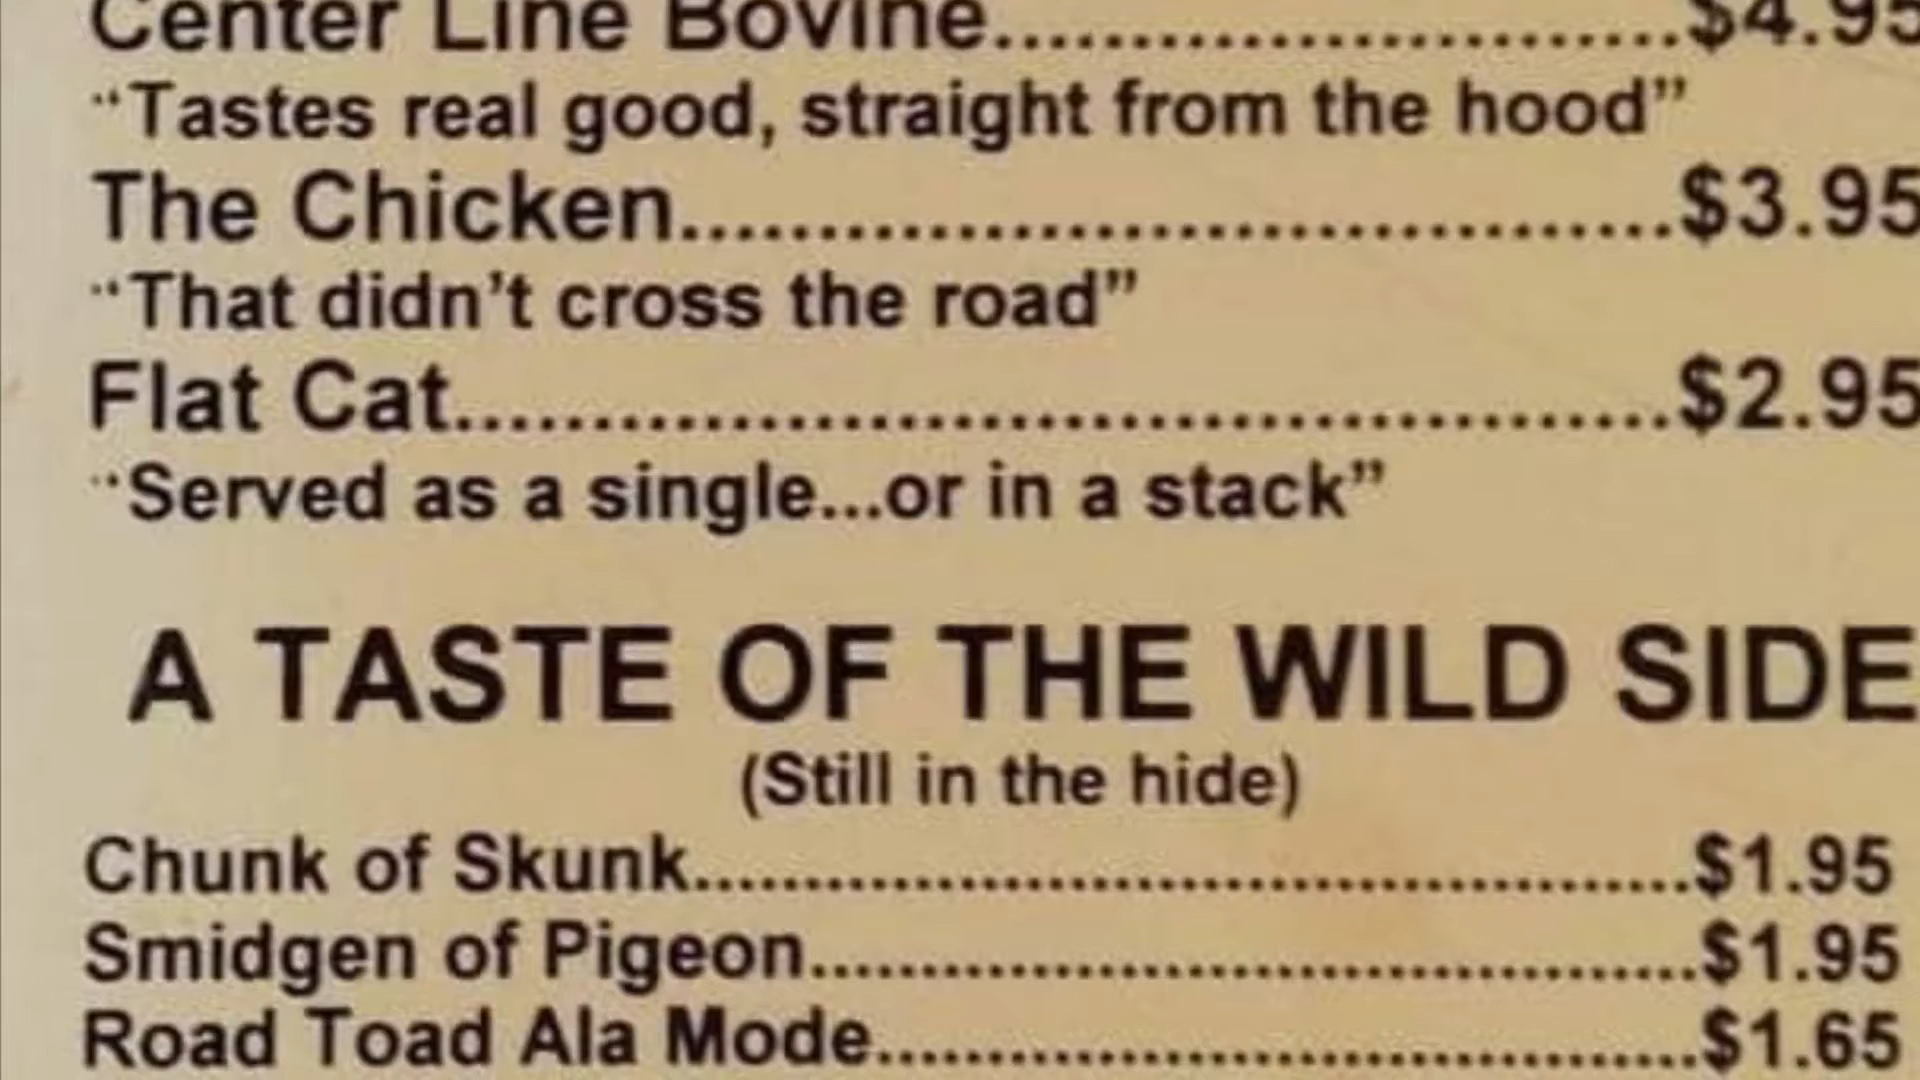 Center Line Bovine..............................$4.95
"Tastes real good, straight from the hood"
The Chicken..............................$3.95
"That didn't cross the road"
Flat Cat..............................$2.95
"Served as a single...or in a stack"
A TASTE OF THE WILD SIDE
(Still in the hide)
Chunk of Skunk..............................$1.95
Smidgen of Pigeon..............................$1.95
Road Toad Ala Mode..............................$1.65